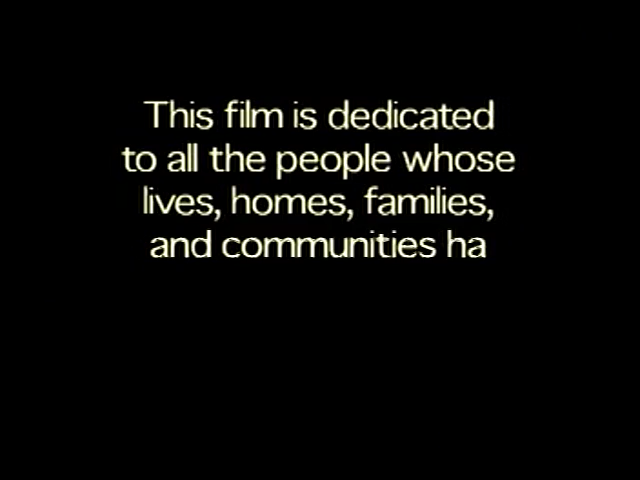 This film is dedicated
to all the people whose
lives, homes, families,
and communities ha